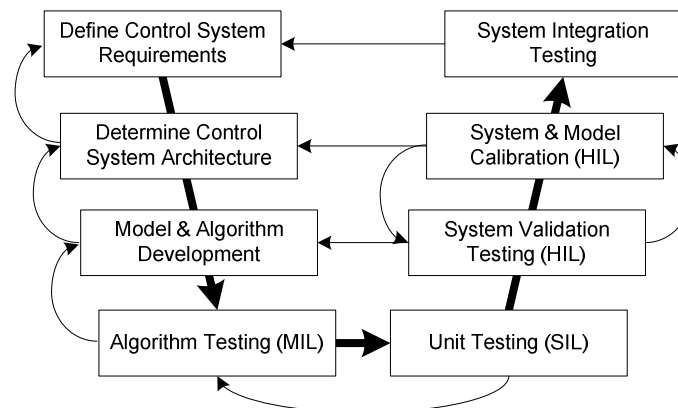 Define Control System
Requirements
System Integration
Testing
Determine Control
System Architecture
System & Model
Calibration (HIL)
Model & Algorithm
Development
System Validation
Testing (HIL)
Algorithm Testing (MIL)
Unit Testing (SIL)